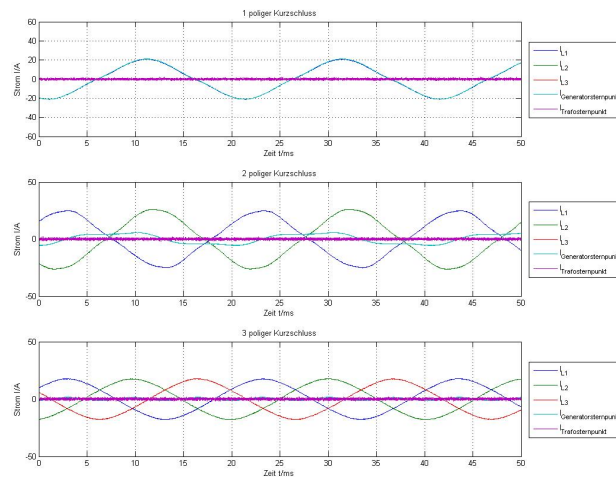 1 poliger Kurzschluss
60
40
20
0
-20
-40
-60
Strom I/A
0 5 10 15 20 25 30 35 40 45 50
Zeit t/ms
I_L1
I_L2
I_L3
I_Generatorsternpunkt
I_Trafosternpunkt
2 poliger Kurzschluss
50
0
-50
Strom I/A
0 5 10 15 20 25 30 35 40 45 50
Zeit t/ms
I_L1
I_L2
I_L3
I_Generatorsternpunkt
I_Trafosternpunkt
3 poliger Kurzschluss
50
0
-50
Strom I/A
0 5 10 15 20 25 30 35 40 45 50
Zeit t/ms
I_L1
I_L2
I_L3
I_Generatorsternpunkt
I_Trafosternpunkt